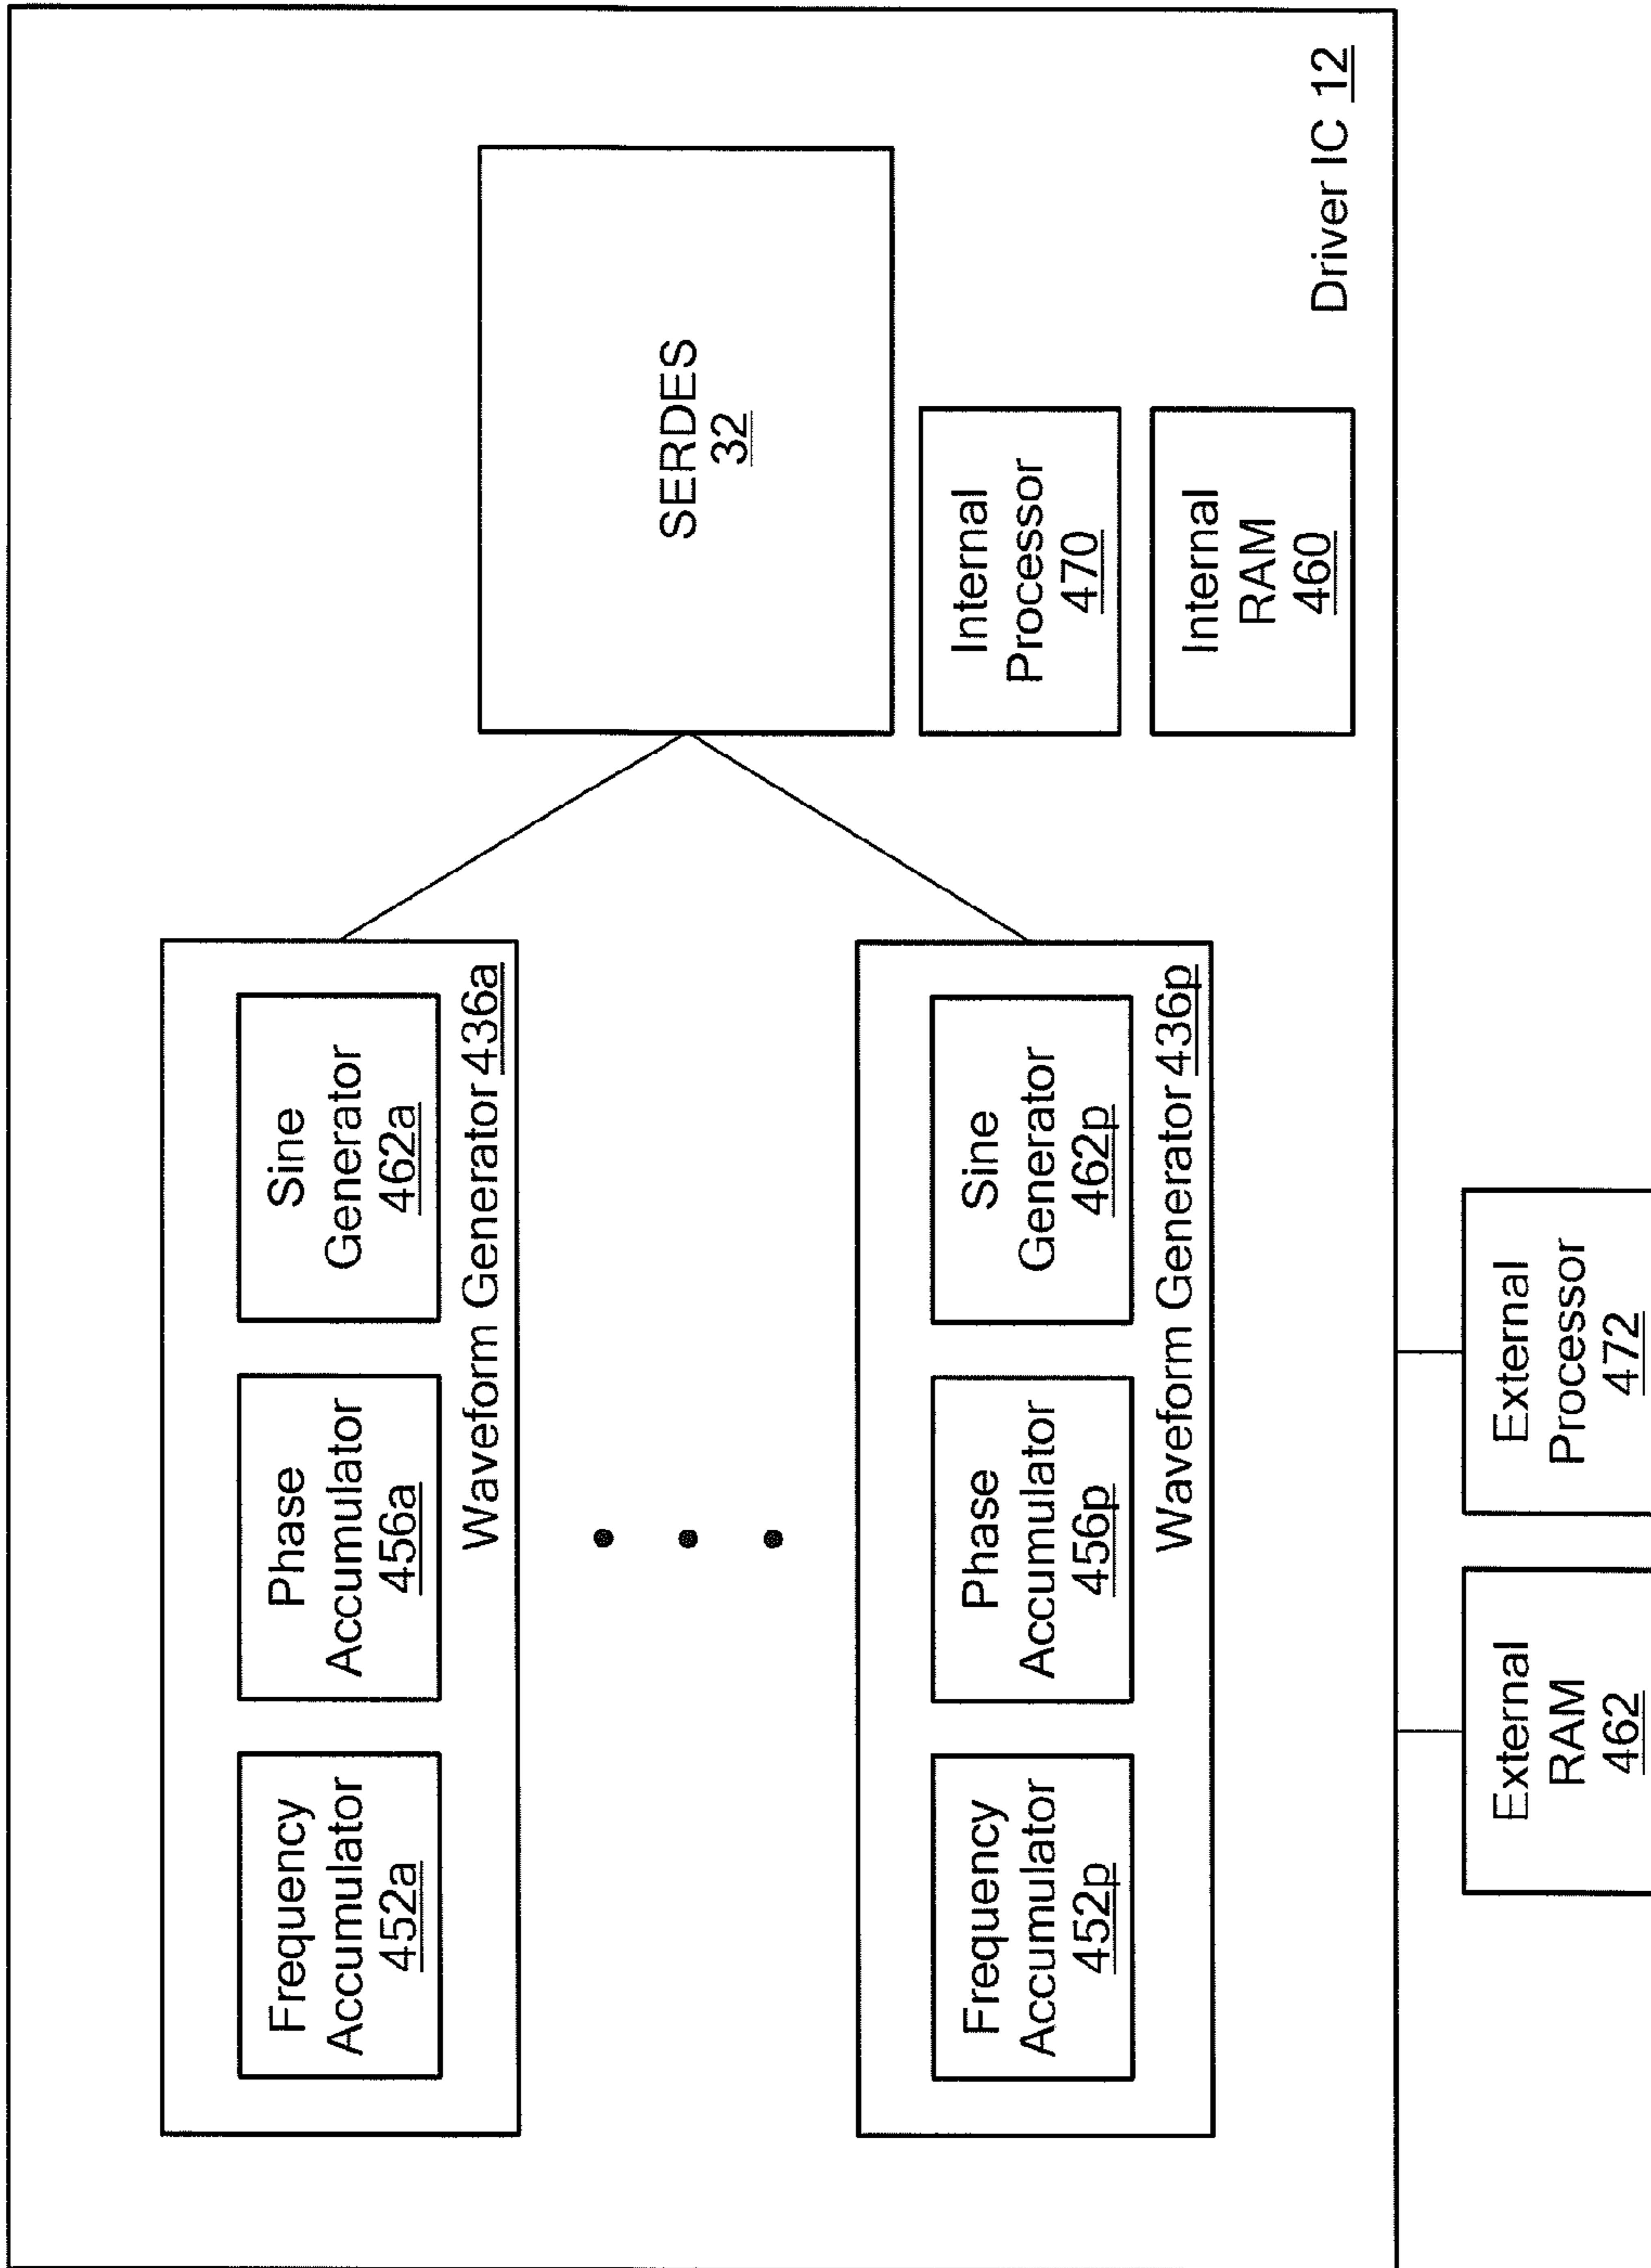 Frequency
Accumulator
452a
Phase
Accumulator
456a
Sine
Generator
462a
Waveform Generator 436a
Frequency
Accumulator
452p
Phase
Accumulator
456p
Sine
Generator
462p
Waveform Generator 436p
SERDES
32
Internal
Processor
470
Internal
RAM
460
Driver IC 12
External
RAM
462
External
Processor
472